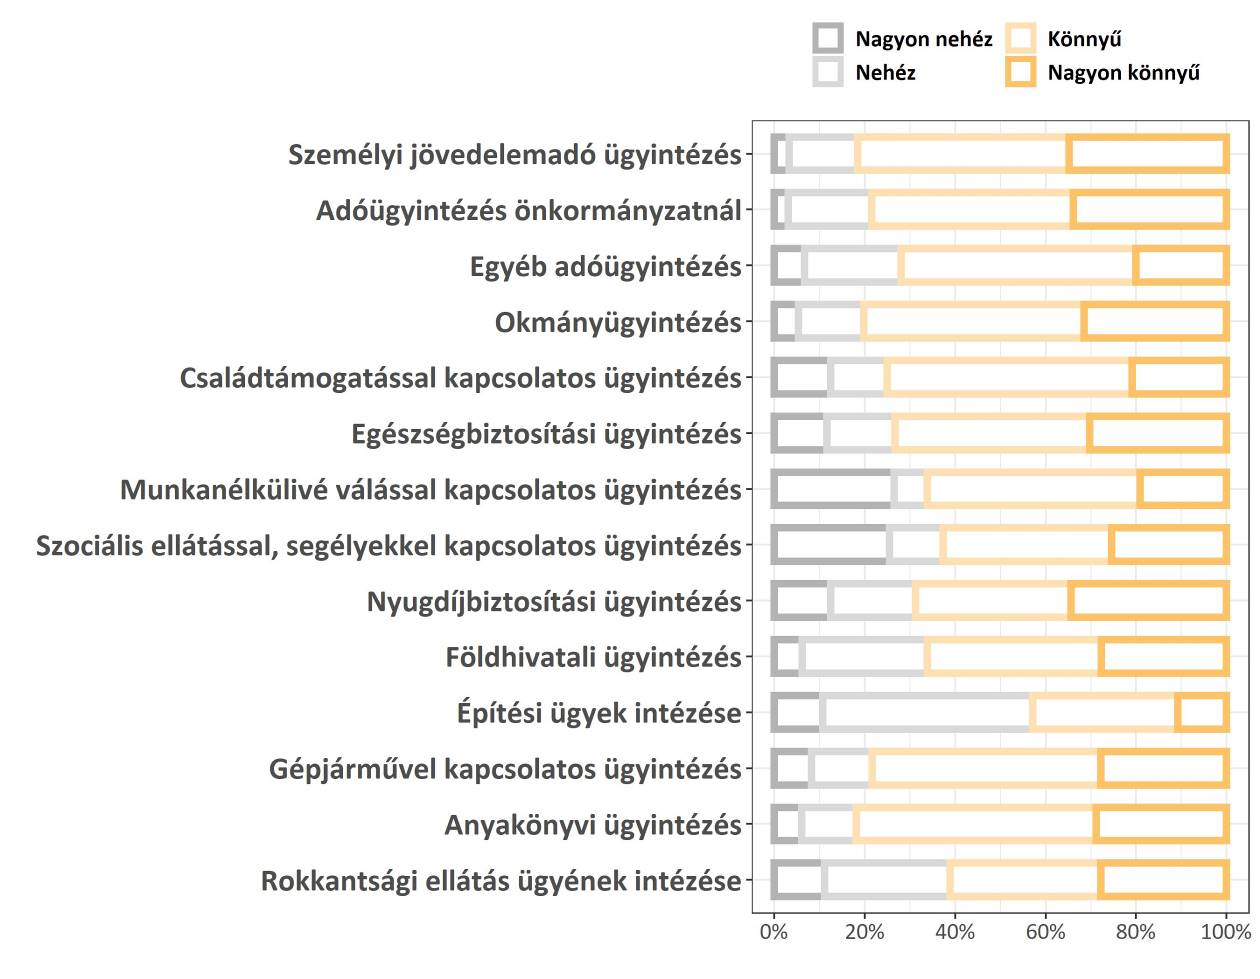 Nagyon nehéz
Könnyű
Nehéz
Nagyon könnyű
Személyi jövedelemadó ügyintézés
Adóügyintézés önkormányzatnál
Egyéb adóügyintézés
Okmányügyintézés
Családtámogatással kapcsolatos ügyintézés
Egészségbiztosítási ügyintézés
Munkanélkülivé válással kapcsolatos ügyintézés
Szociális ellátással, segélyekkel kapcsolatos ügyintézés
Nyugdíjbiztosítási ügyintézés
Földhivatali ügyintézés
Építési ügyek intézése
Gépjárművel kapcsolatos ügyintézés
Anyakönyvi ügyintézés
Rokkantsági ellátás ügyének intézése
0% 20% 40% 60% 80% 100%